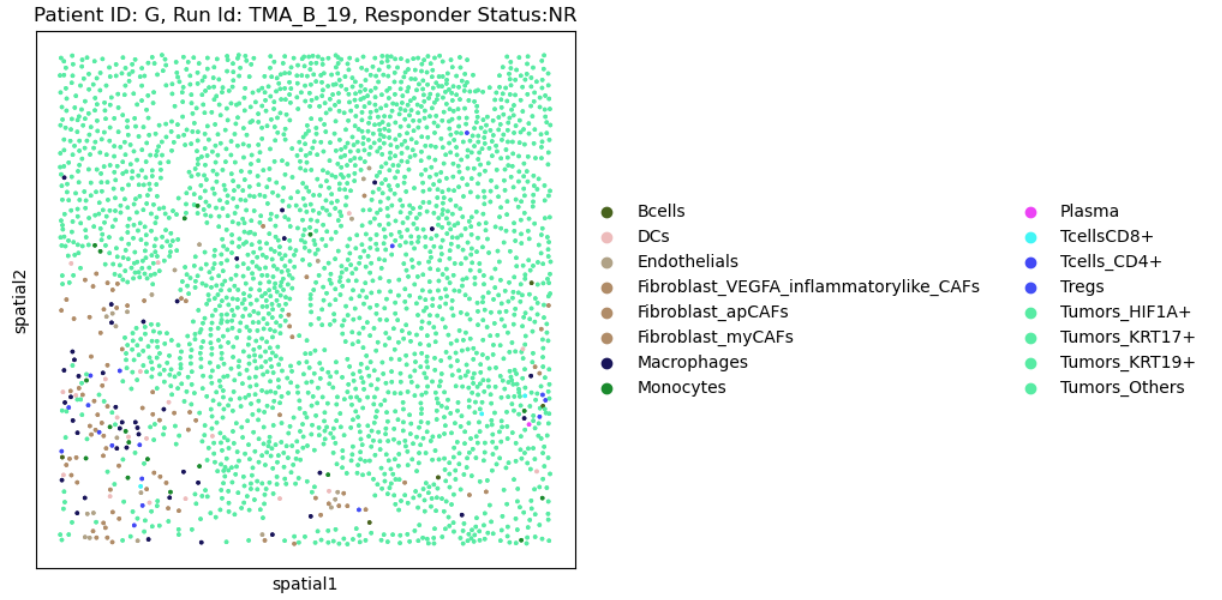 Patient ID: G, Run Id: TMA_B_19, Responder Status:NR
spatial2
spatial1
Bcells
DCs
Endothelials
Fibroblast_VEGFA_inflammatorylike_CAFs
Fibroblast_apCAFs
Fibroblast_myCAFs
Macrophages
Monocytes
Plasma
TcellsCD8+
Tcells_CD4+
Tregs
Tumors_HIF1A+
Tumors_KRT17+
Tumors_KRT19+
Tumors_Others